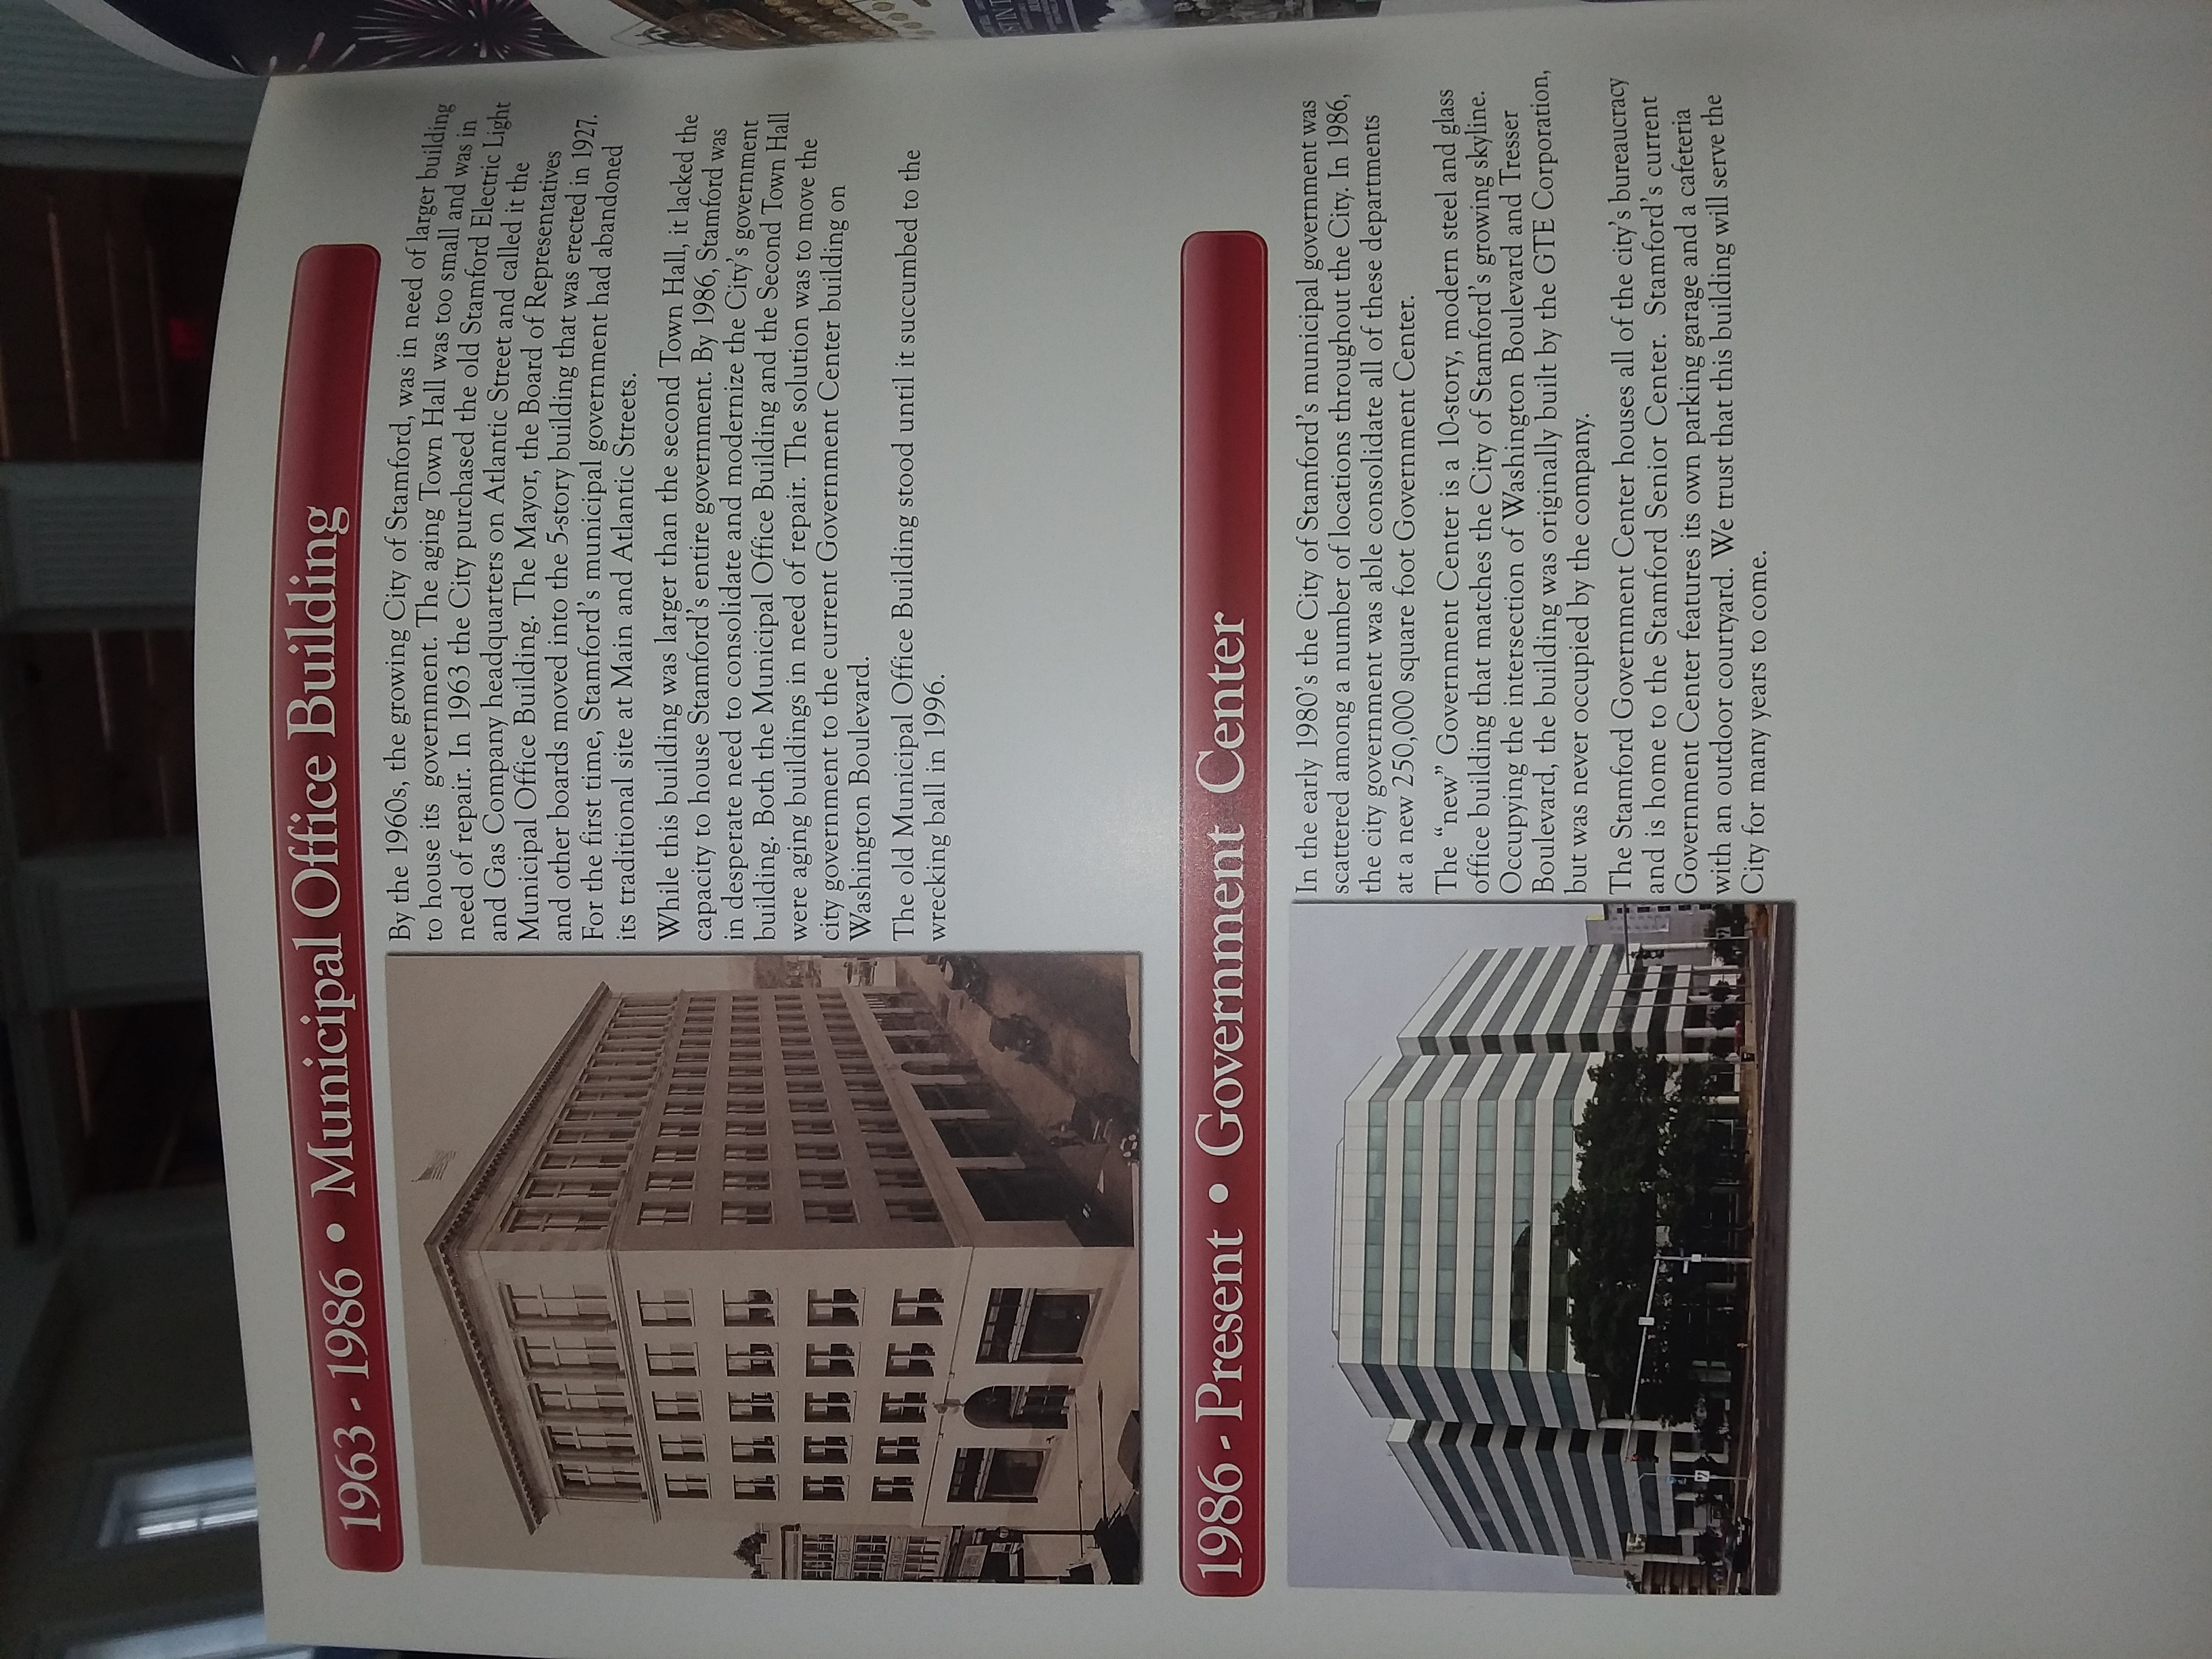 1963 - 1986 • Municipal Office Building
By the 1960s, the growing City of Stamford, was in need of larger building
to house its government. The aging Town Hall was too small and was in
need of repair. In 1963 the City purchased the old Stamford Electric Light
and Gas Company headquarters on Atlantic Street and called it the
Municipal Office Building. The Mayor, the Board of Representatives
and other boards moved into the 5-story building that was erected in 1927.
For the first time, Stamford's municipal government had abandoned
its traditional site at Main and Atlantic Streets.
While this building was larger than the second Town Hall, it lacked the
capacity to house Stamford's entire government. By 1986, Stamford was
in desperate need to consolidate and modernize the City's government
building. Both the Municipal Office Building and the Second Town Hall
were aging buildings in need of repair. The solution was to move the
city government to the current Government Center building on
Washington Boulevard.
The old Municipal Office Building stood until it succumbed to the
wrecking ball in 1996.
1986 - Present • Government Center
In the early 1980's the City of Stamford's municipal government was
scattered among a number of locations throughout the City. In 1986,
the city government was able consolidate all of these departments
at a new 250,000 square foot Government Center.
The “new” Government Center is a 10-story, modern steel and glass
office building that matches the City of Stamford's growing skyline.
Occupying the intersection of Washington Boulevard and Tresser
Boulevard, the building was originally built by the GTE Corporation,
but was never occupied by the company.
The Stamford Government Center houses all of the city's bureaucracy
and is home to the Stamford Senior Center. Stamford's current
Government Center features its own parking garage and a cafeteria
with an outdoor courtyard. We trust that this building will serve the
City for many years to come.